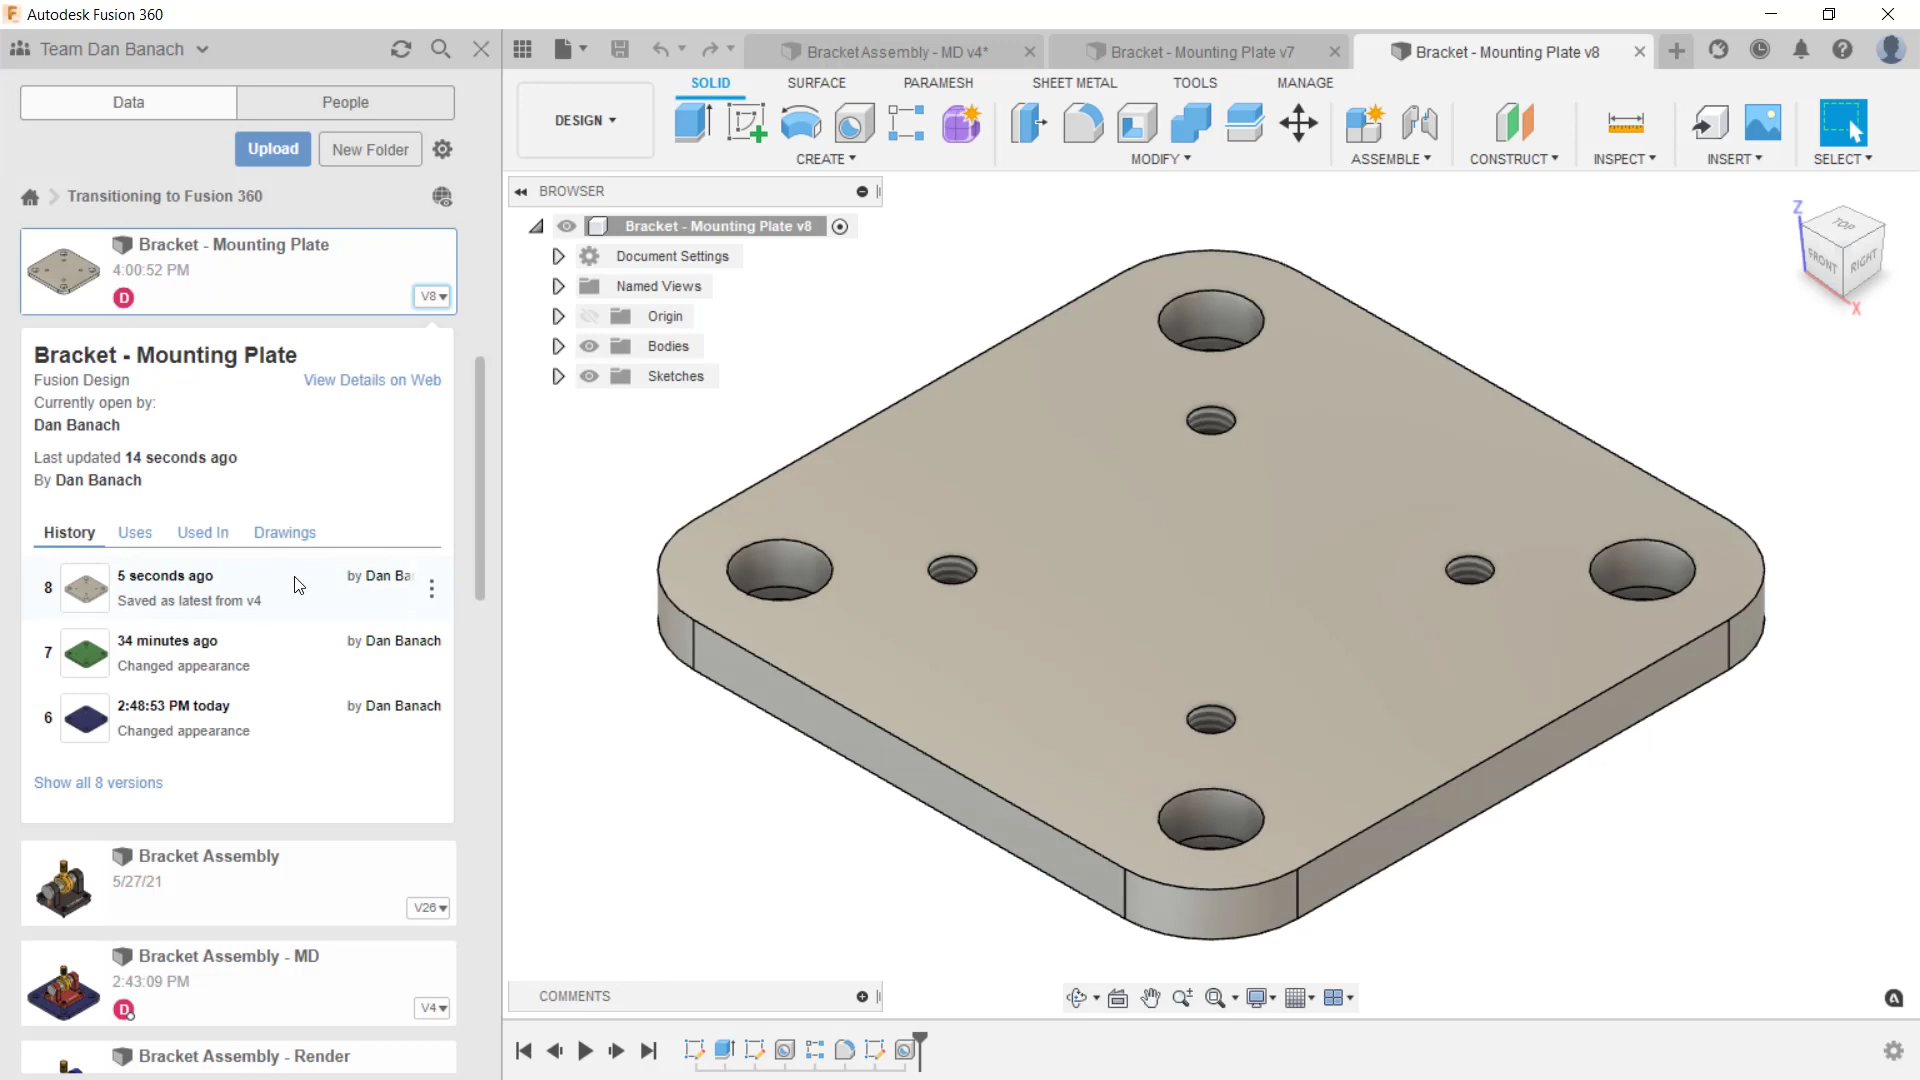 Autodesk Fusion 360
Team Dan Banach
BracketAssembly - MD v4*
Bracket - Mounting Plate v7
Bracket - Mounting Plate v8
Data
People
Upload
New Folder
Transitioning to Fusion 360
Bracket - Mounting Plate
4:00:52 PM
D
V8
Bracket - Mounting Plate
Fusion Design
View Details on Web
Currently open by:
Dan Banach
Last updated 14 seconds ago
By Dan Banach
History
Uses
Used In
Drawings
8
5 seconds ago
by Dan Ba
Saved as latest from v4
7
34 minutes ago
by Dan Banach
Changed appearance
6
2:48:53 PM today
by Dan Banach
Changed appearance
Show all 8 versions
Bracket Assembly
5/27/21
V26
Bracket Assembly - MD
2:43:09 PM
D
V4
Bracket Assembly - Render
DESIGN
SOLID
SURFACE
PARAMESH
SHEET METAL
TOOLS
MANAGE
CREATE
MODIFY
ASSEMBLE
CONSTRUCT
INSPECT
INSERT
SELECT
BROWSER
Bracket - Mounting Plate v8
Document Settings
Named Views
Origin
Bodies
Sketches
Z
TOP
FRONT
RIGHT
X
COMMENTS